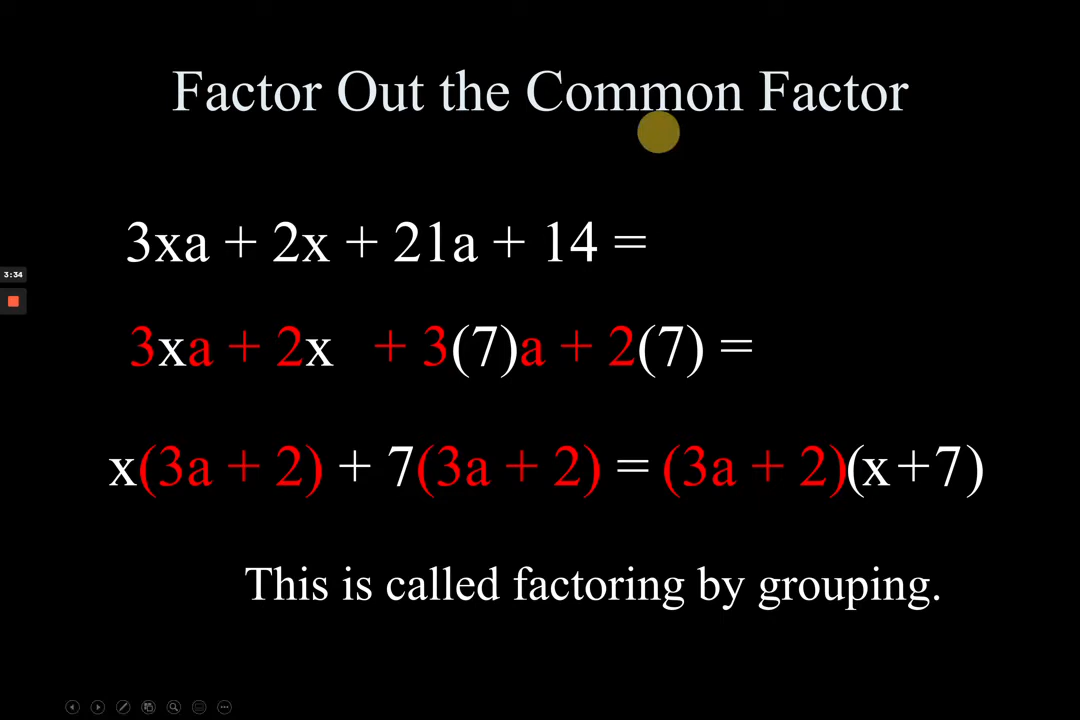 Factor Out the Common Factor
3xa + 2x + 21a + 14 =
3:34
3xa + 2x + 3(7)a + 2(7) =
x(3a + 2) + 7(3a + 2) = (3a + 2)(x + 7)
This is called factoring by grouping.